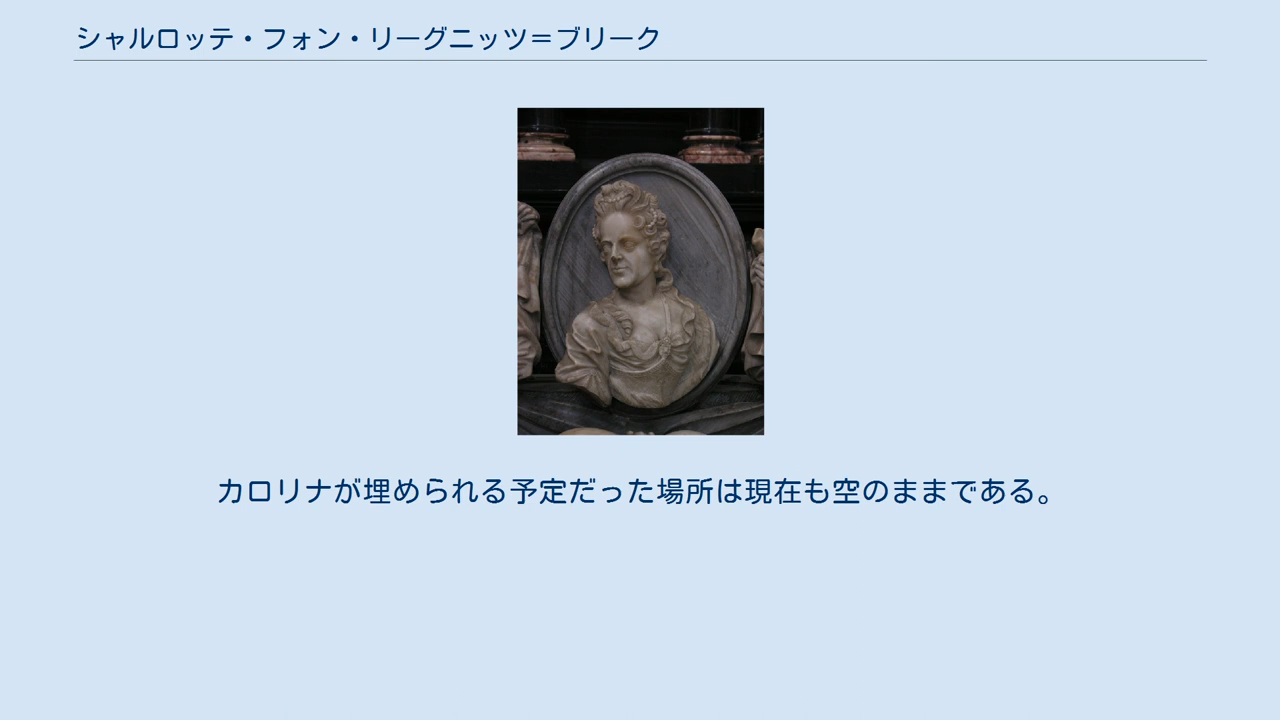 シャルロッテ・フォン・リーグニッツ＝ブリーク
カロリナが埋められる予定だった場所は現在も空のままである。